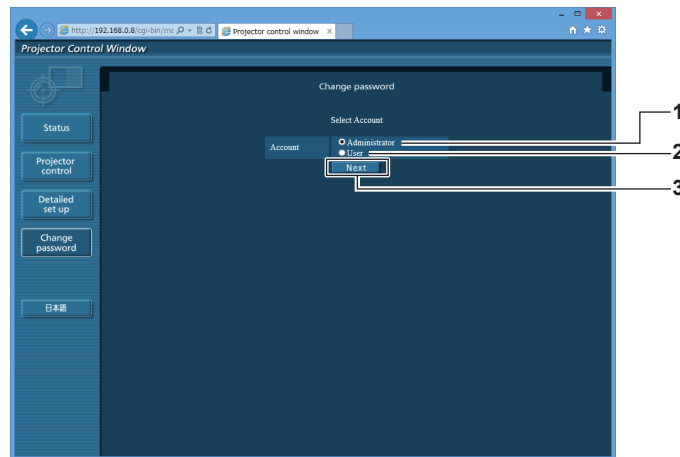 http://192.168.0.8/cgi-bin/ma
Projector control window
Projector Control Window
Change password
Select Account
Account
Administrator
User
Next
Status
Projector
control
Detailed
set up
Change
password
日本語
1
2
3